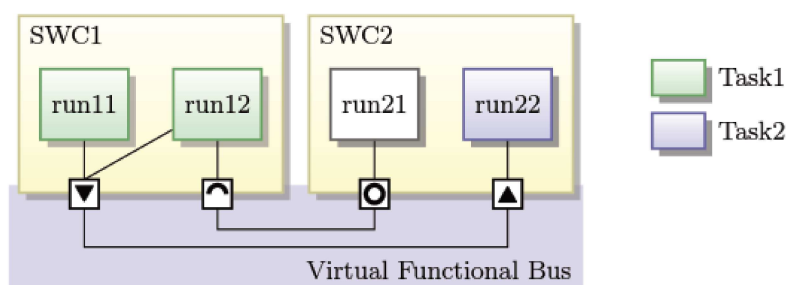 SWC1
SWC2
run11
run12
run21
run22
Task1
Task2
Virtual Functional Bus